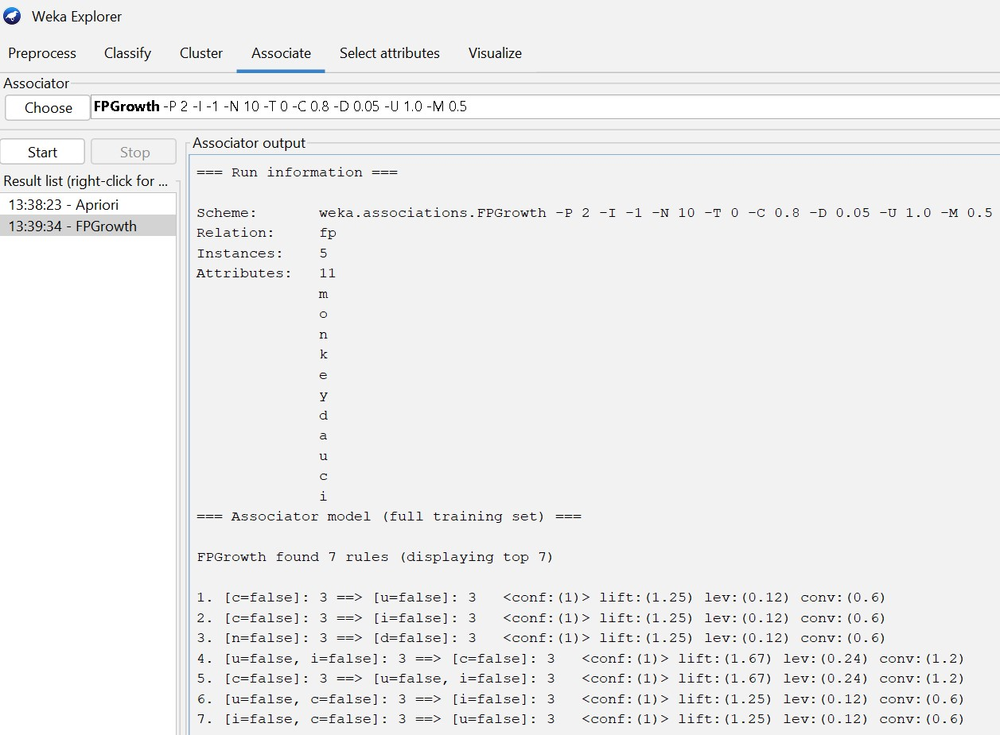 Weka Explorer
Preprocess Classify Cluster Associate Select attributes Visualize
Associator
Choose FPGrowth -P 2 -I -1 -N 10 -T 0 -C 0.8 -D 0.05 -U 1.0 -M 0.5
Start Stop
Result list (right-click for ...
13:38:23 - Apriori
13:39:34 - FPGrowth
Associator output
=== Run information ===
Scheme: weka.associations.FPGrowth -P 2 -I -1 -N 10 -T 0 -C 0.8 -D 0.05 -U 1.0 -M 0.5
Relation: fp
Instances: 5
Attributes: 11
m
o
n
k
e
y
d
a
u
c
i
=== Associator model (full training set) ===
FPGrowth found 7 rules (displaying top 7)
1. [c=false]: 3 ==> [u=false]: 3 <conf:(1)> lift:(1.25) lev:(0.12) conv:(0.6)
2. [c=false]: 3 ==> [i=false]: 3 <conf:(1)> lift:(1.25) lev:(0.12) conv:(0.6)
3. [n=false]: 3 ==> [d=false]: 3 <conf:(1)> lift:(1.25) lev:(0.12) conv:(0.6)
4. [u=false, i=false]: 3 ==> [c=false]: 3 <conf:(1)> lift:(1.67) lev:(0.24) conv:(1.2)
5. [c=false]: 3 ==> [u=false, i=false]: 3 <conf:(1)> lift:(1.67) lev:(0.24) conv:(1.2)
6. [u=false, c=false]: 3 ==> [i=false]: 3 <conf:(1)> lift:(1.25) lev:(0.12) conv:(0.6)
7. [i=false, c=false]: 3 ==> [u=false]: 3 <conf:(1)> lift:(1.25) lev:(0.12) conv:(0.6)